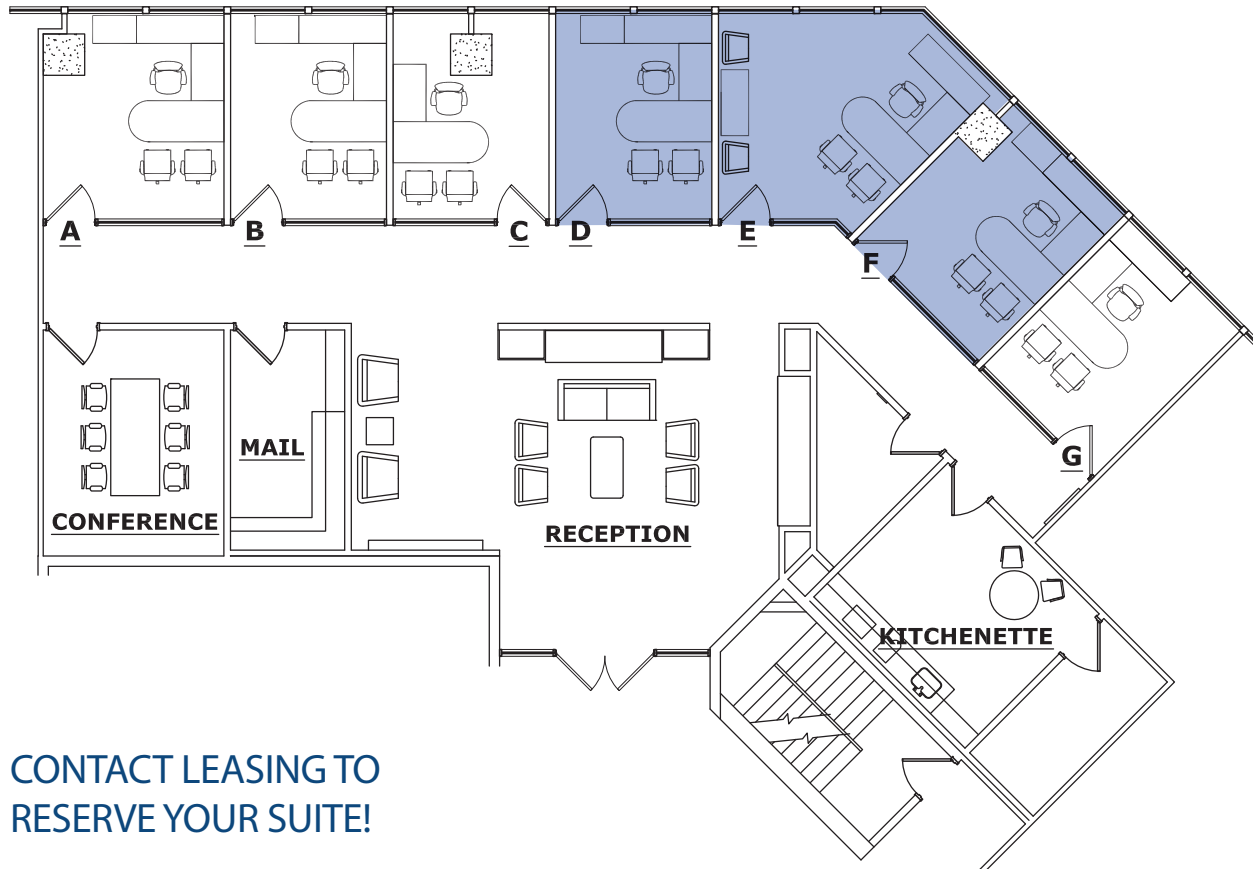 A
B
C
D
E
F
G
MAIL
CONFERENCE
RECEPTION
KITCHENETTE
CONTACT LEASING TO
RESERVE YOUR SUITE!